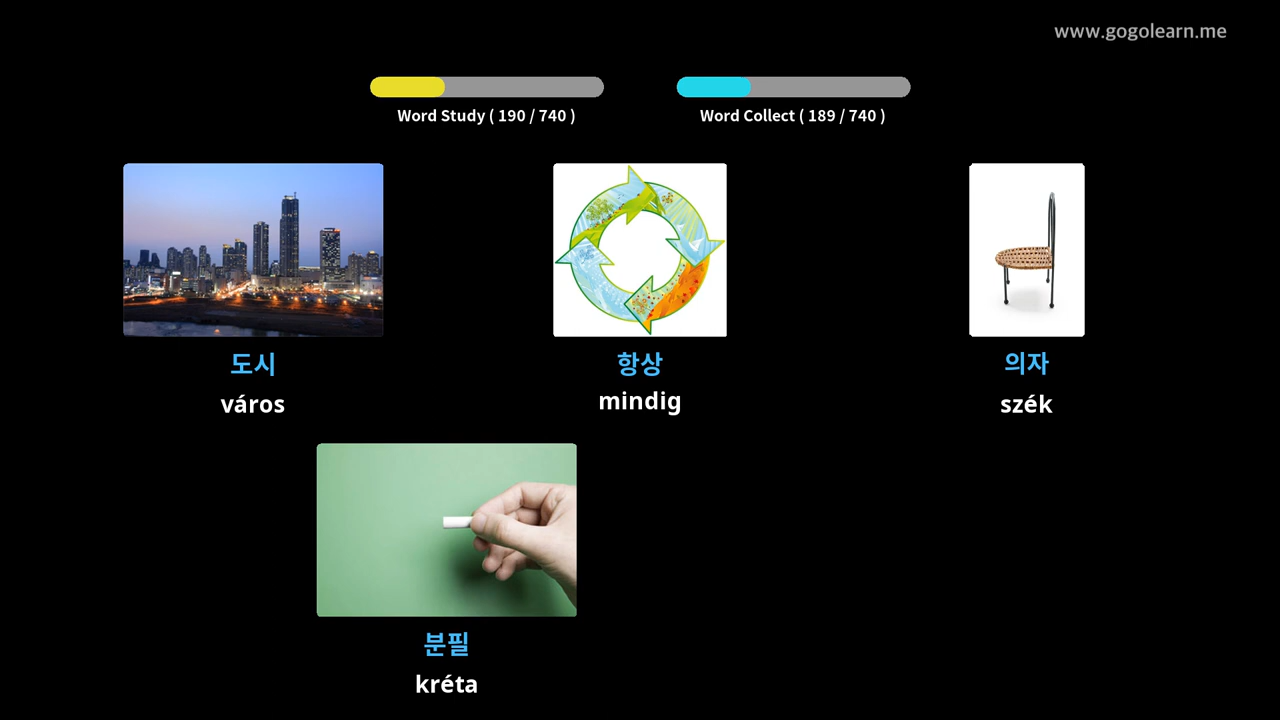 www.gogolearn.me
Word Study ( 190 / 740 )
Word Collect ( 189 / 740 )
도시
város
항상
mindig
의자
szék
분필
kréta